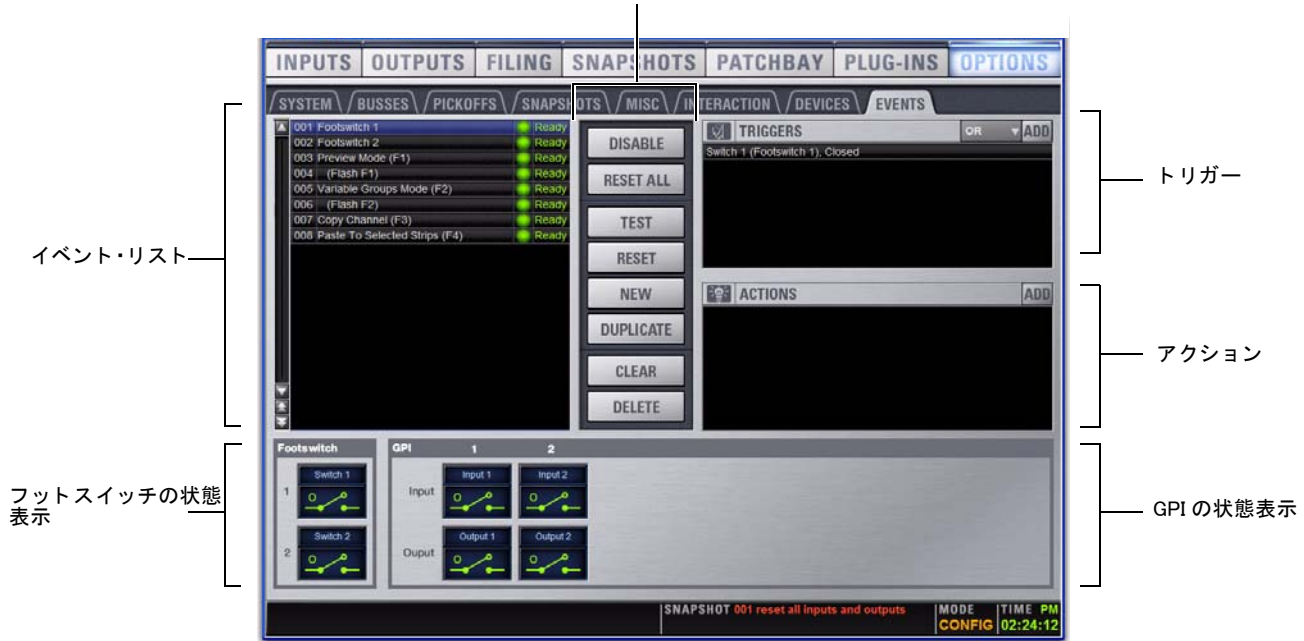 INPUTS OUTPUTS FILING SNAPSHOTS PATCHBAY PLUG-INS OPTIONS
SYSTEM BUSSES PICKOFFS SNAPSHOTS MISC INTERACTION DEVICES EVENTS
001 Footswitch 1 Ready
002 Footswitch 2 Ready
003 Preview Mode (F1) Ready
004 (Flash F1) Ready
005 Variable Groups Mode (F2) Ready
006 (Flash F2) Ready
007 Copy Channel (F3) Ready
008 Paste To Selected Strips (F4) Ready
イベント・リスト
DISABLE
RESET ALL
TEST
RESET
NEW
DUPLICATE
CLEAR
DELETE
TRIGGERS OR ADD
Switch 1 (Footswitch 1), Closed
トリガー
ACTIONS ADD
アクション
フットスイッチの状態
表示
Footswitch
1 Switch 1 O
2 Switch 2 O
GPI 1 2
Input Input 1 O Input 2 O
Ouput Output 1 O Output 2 O
GPI の状態表示
SNAPSHOT 001 reset all inputs and outputs
MODE
CONFIG
TIME PM
02:24:12